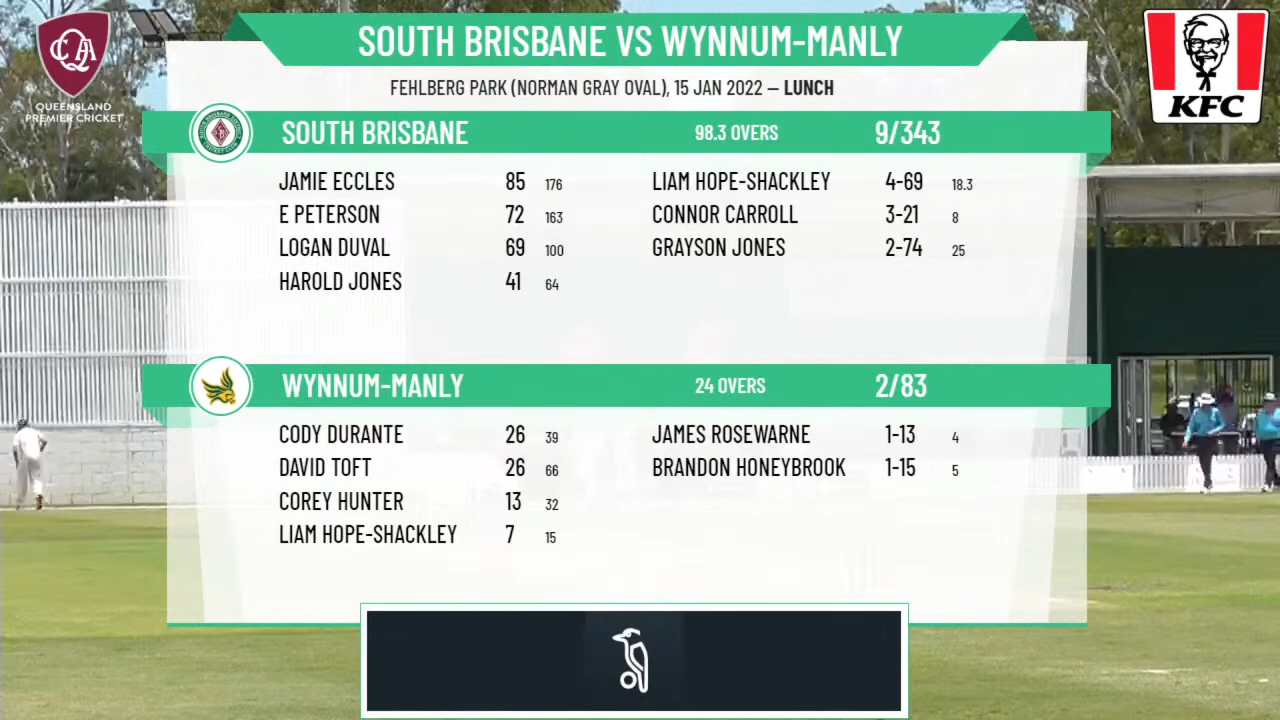 SOUTH BRISBANE VS WYNNUM-MANLY
FEHLBERG PARK (NORMAN GRAY OVAL), 15 JAN 2022 – LUNCH
QUEENSLAND
PREMIER CRICKET
KFC
SOUTH BRISBANE 98.3 OVERS 9/343
JAMIE ECCLES 85 176 LIAM HOPE-SHACKLEY 4-69 18.3
E PETERSON 72 163 CONNOR CARROLL 3-21 8
LOGAN DUVAL 69 100 GRAYSON JONES 2-74 25
HAROLD JONES 41 64
WYNNUM-MANLY 24 OVERS 2/83
CODY DURANTE 26 39 JAMES ROSEWARNE 1-13 4
DAVID TOFT 26 66 BRANDON HONEYBROOK 1-15 5
COREY HUNTER 13 32
LIAM HOPE-SHACKLEY 7 15